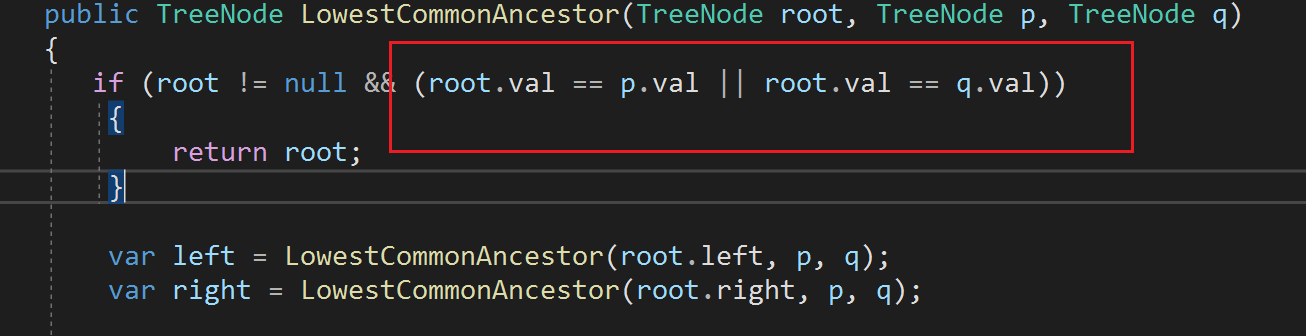 public TreeNode LowestCommonAncestor(TreeNode root, TreeNode p, TreeNode q)
{
if (root != null && (root.val == p.val || root.val == q.val))
{
return root;
}
var left = LowestCommonAncestor(root.left, p, q);
var right = LowestCommonAncestor(root.right, p, q);